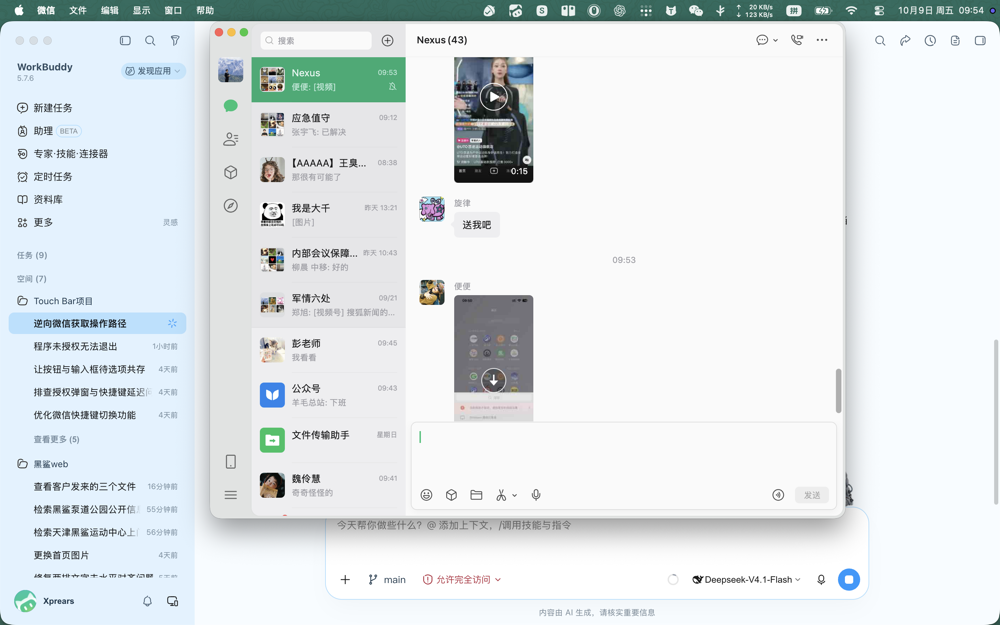 微信 文件 编辑 显示 窗口 帮助
20 KB/s
123 KB/s
拼
10月9日 周五 09:54
WorkBuddy
5.7.6
发现应用
新建任务
助理 BETA
专家·技能·连接器
定时任务
资料库
更多 灵感
任务 (9)
空间 (7)
Touch Bar项目
逆向微信获取操作路径
程序未授权无法退出 1小时前
让按钮与输入框待选项共存 4天前
排查授权弹窗与快捷键延迟 4天前
优化微信快捷键切换功能 4天前
查看更多 (5)
黑鲨web
查看客户发来的三个文件 16分钟前
检索黑鲨泵道公园公开信 55分钟前
检索天津黑鲨运动中心上 56分钟前
更换首页图片 4天前
Xprears
搜索
Nexus 09:53
便便: [视频]
应急值守 09:12
张宇飞: 已解决
【AAAAA】王臭... 08:38
那很有可能了
我是大千 昨天 13:21
[图片]
内部会议保障... 昨天 10:43
柳晨 中移: 好的
军情六处 09/21
郑旭: [视频号] 搜狐新闻的...
彭老师 09:45
我看看
公众号 09:43
羊毛总站: 下班
文件传输助手 星期日
魏伶慧 09:41
奇奇怪怪的
Nexus (43)
0:15
旋律
送我吧
09:53
便便
发送
今天帮你做些什么? @ 添加上下文, /调用技能与指令
main
允许完全访问
Deepseek-V4.1-Flash
内容由 AI 生成，请核实重要信息